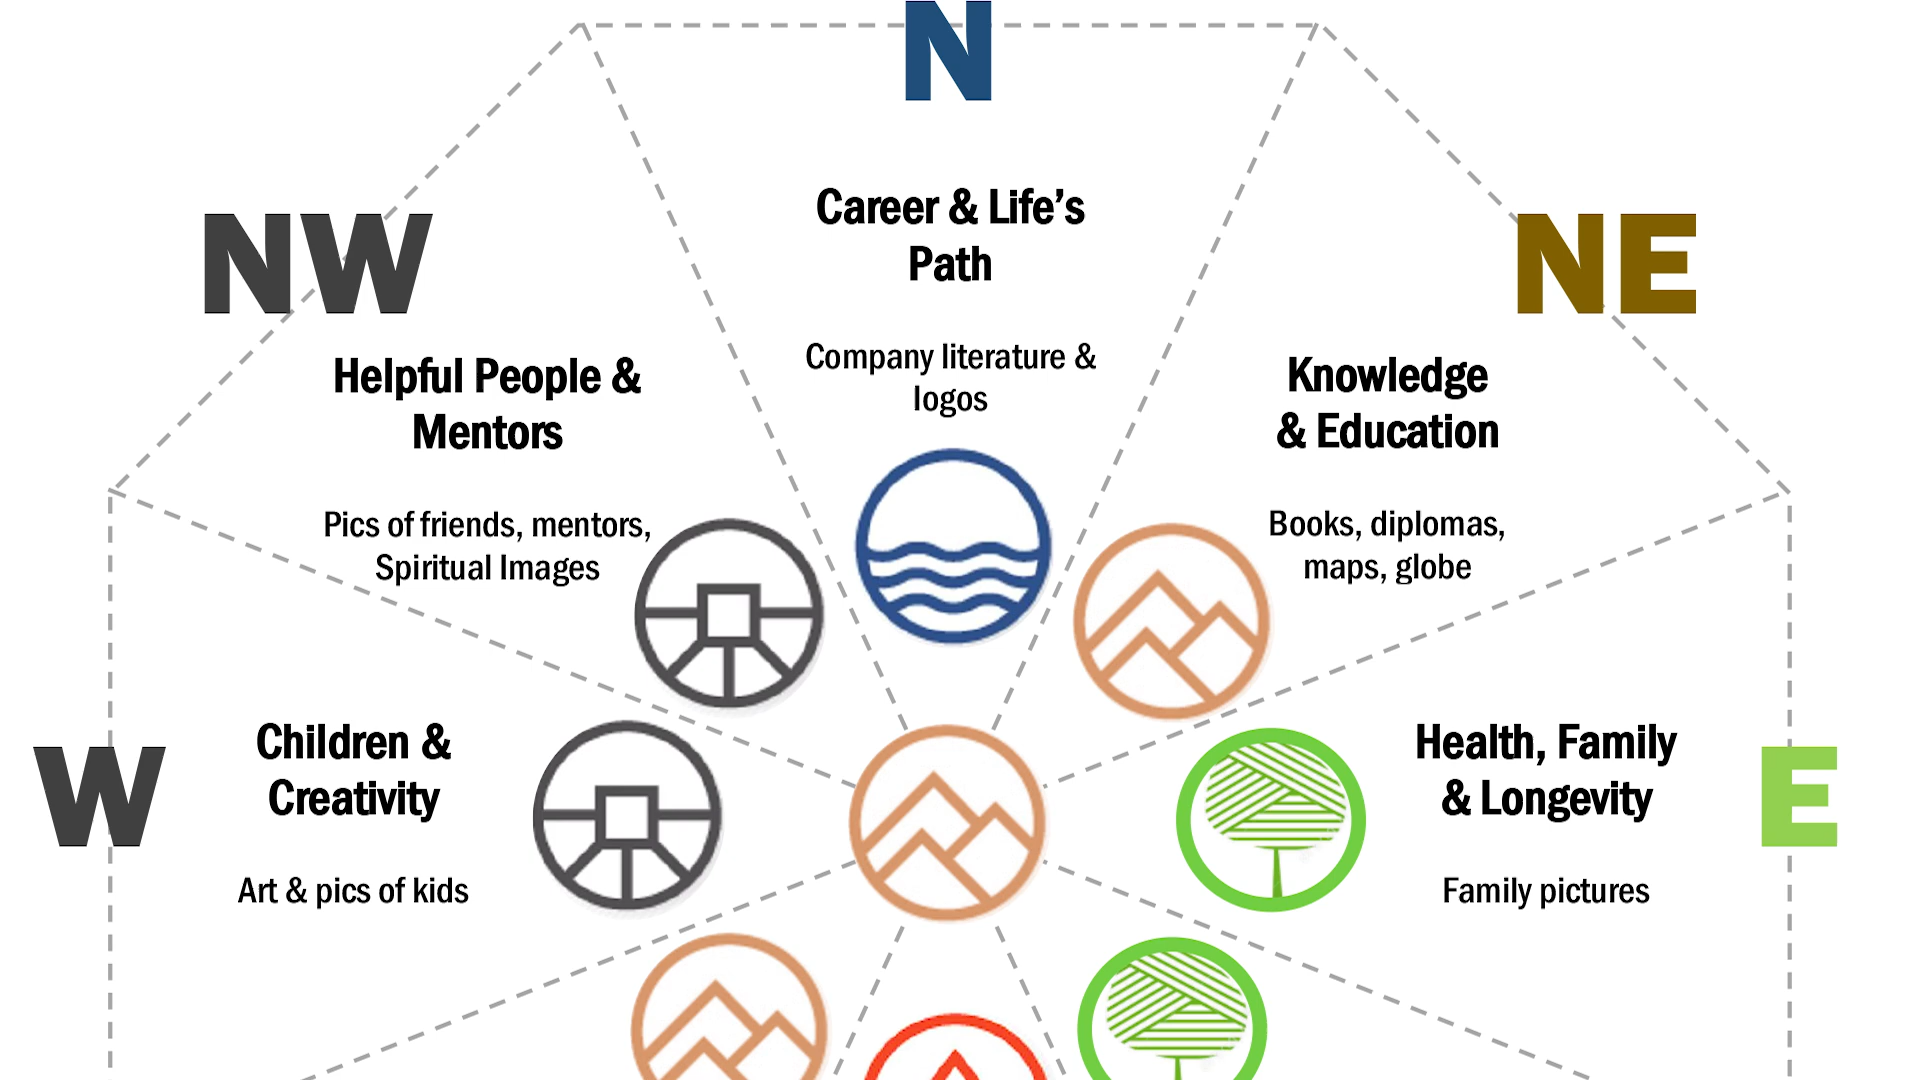 N
NW
NE
Career & Life’s
Path
Company literature &
logos
Helpful People &
Mentors
Pics of friends, mentors,
Spiritual Images
Knowledge
& Education
Books, diplomas,
maps, globe
W
Children &
Creativity
Art & pics of kids
Health, Family
& Longevity
Family pictures
E